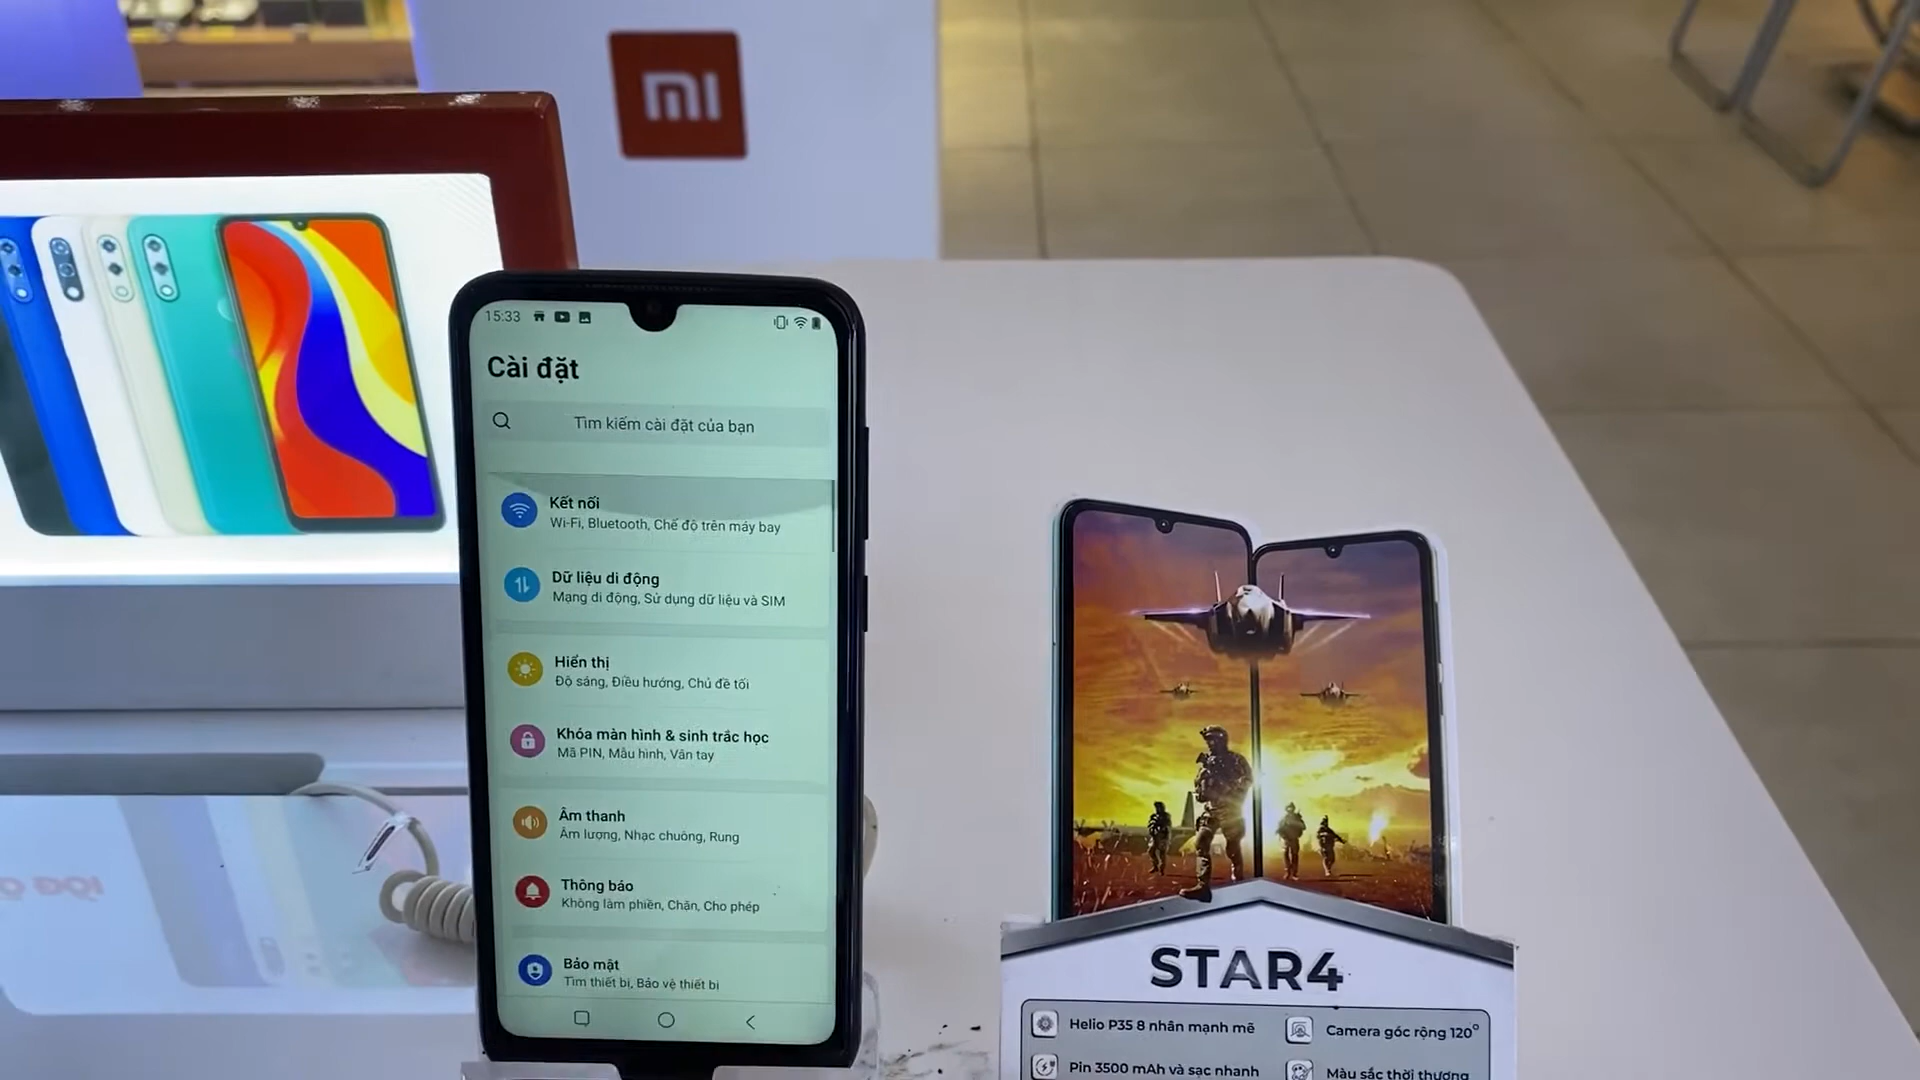 mi
15:33
Cài đặt
Tìm kiếm cài đặt của bạn
Kết nối
Wi-Fi, Bluetooth, Chế độ trên máy bay
Dữ liệu di động
Mạng di động, Sử dụng dữ liệu và SIM
Hiển thị
Độ sáng, Điều hướng, Chủ đề tối
Khóa màn hình & sinh trắc học
Mã PIN, Mẫu hình, Vân tay
Âm thanh
Âm lượng, Nhạc chuông, Rung
Thông báo
Không làm phiền, Chặn, Cho phép
Bảo mật
Tìm thiết bị, Bảo vệ thiết bị
STAR4
Helio P35 8 nhân mạnh mẽ
Camera góc rộng 120°
Pin 3500 mAh và sạc nhanh
Màu sắc thời thượng